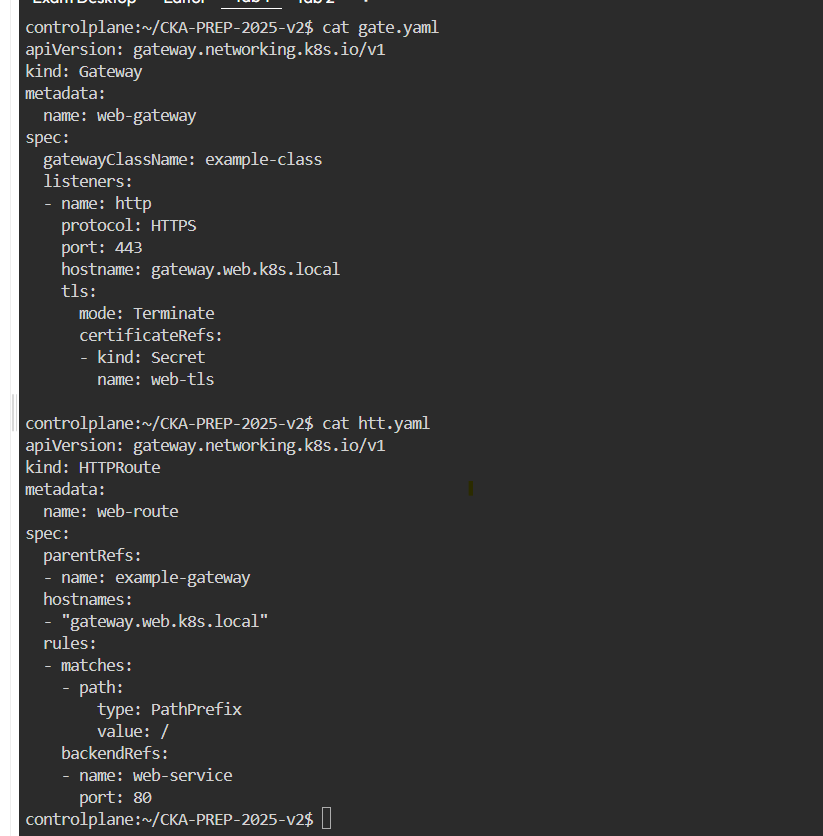 Exam Desktop Editor Tab 1 Tab 2 +
controlplane:~/CKA-PREP-2025-v2$ cat gate.yaml
apiVersion: gateway.networking.k8s.io/v1
kind: Gateway
metadata:
  name: web-gateway
spec:
  gatewayClassName: example-class
  listeners:
  - name: http
    protocol: HTTPS
    port: 443
    hostname: gateway.web.k8s.local
    tls:
      mode: Terminate
      certificateRefs:
      - kind: Secret
        name: web-tls

controlplane:~/CKA-PREP-2025-v2$ cat htt.yaml
apiVersion: gateway.networking.k8s.io/v1
kind: HTTPRoute
metadata:
  name: web-route
spec:
  parentRefs:
  - name: example-gateway
  hostnames:
  - "gateway.web.k8s.local"
  rules:
  - matches:
    - path:
        type: PathPrefix
        value: /
    backendRefs:
    - name: web-service
      port: 80
controlplane:~/CKA-PREP-2025-v2$